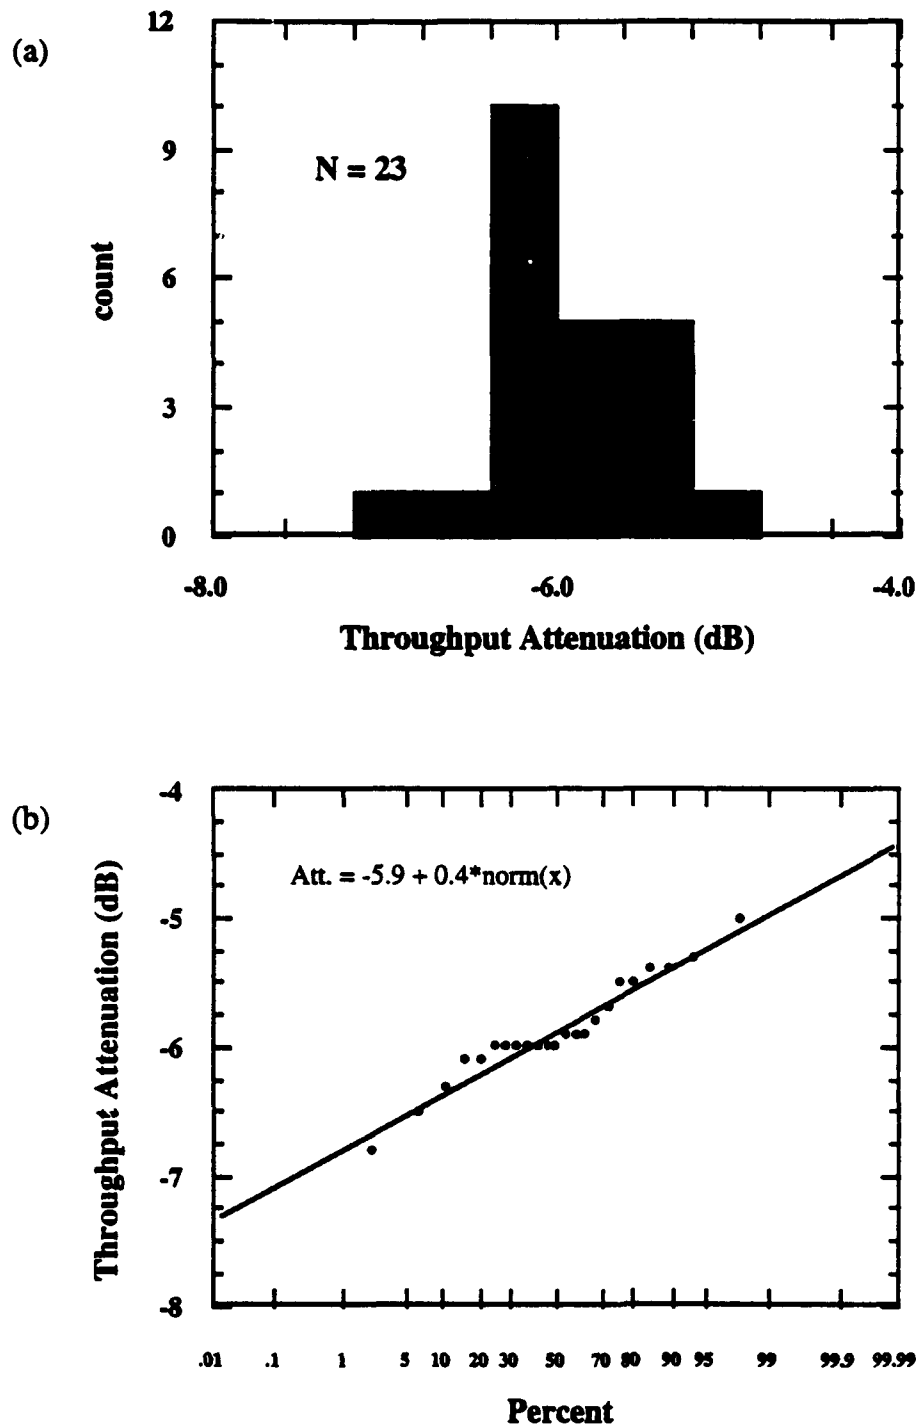 (a)
12
9
6
3
0
count
N = 23
-8.0 -6.0 -4.0
Throughput Attenuation (dB)
(b)
-4
-5
-6
-7
-8
Throughput Attenuation (dB)
Att. = -5.9 + 0.4*norm(x)
.01 .1 1 5 10 20 30 50 70 80 90 95 99 99.9 99.99
Percent